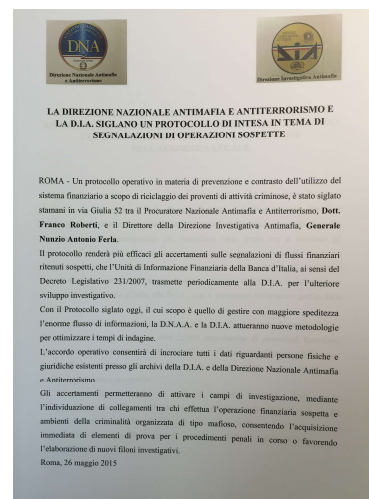 DNA
Direzione Nazionale Antimafia
e Antiterrorismo
Direzione Investigativa Antimafia
LA DIREZIONE NAZIONALE ANTIMAFIA E ANTITERRORISMO E
LA D.I.A. SIGLANO UN PROTOCOLLO DI INTESA IN TEMA DI
SEGNALAZIONI DI OPERAZIONI SOSPETTE
ROMA - Un protocollo operativo in materia di prevenzione e contrasto dell'utilizzo del
sistema finanziario a scopo di riciclaggio dei proventi di attività criminose, è stato siglato
stamani in via Giulia 52 tra il Procuratore Nazionale Antimafia e Antiterrorismo, Dott.
Franco Roberti, e il Direttore della Direzione Investigativa Antimafia, Generale
Nunzio Antonio Ferla.
Il protocollo renderà più efficaci gli accertamenti sulle segnalazioni di flussi finanziari
ritenuti sospetti, che l'Unità di Informazione Finanziaria della Banca d'Italia, ai sensi del
Decreto Legislativo 231/2007, trasmette periodicamente alla D.I.A. per l'ulteriore
sviluppo investigativo.
Con il Protocollo siglato oggi, il cui scopo è quello di gestire con maggiore speditezza
l'enorme flusso di informazioni, la D.N.A.A. e la D.I.A. attueranno nuove metodologie
per ottimizzare i tempi di indagine.
L'accordo operativo consentirà di incrociare tutti i dati riguardanti persone fisiche e
giuridiche esistenti presso gli archivi della D.I.A. e della Direzione Nazionale Antimafia
e Antiterrorismo
Gli accertamenti permetteranno di attivare i campi di investigazione, mediante
l'individuazione di collegamenti tra chi effettua l'operazione finanziaria sospetta e
ambienti della criminalità organizzata di tipo mafioso, consentendo l'acquisizione
immediata di elementi di prova per i procedimenti penali in corso o favorendo
l'elaborazione di nuovi filoni investigativi.
Roma, 26 maggio 2015